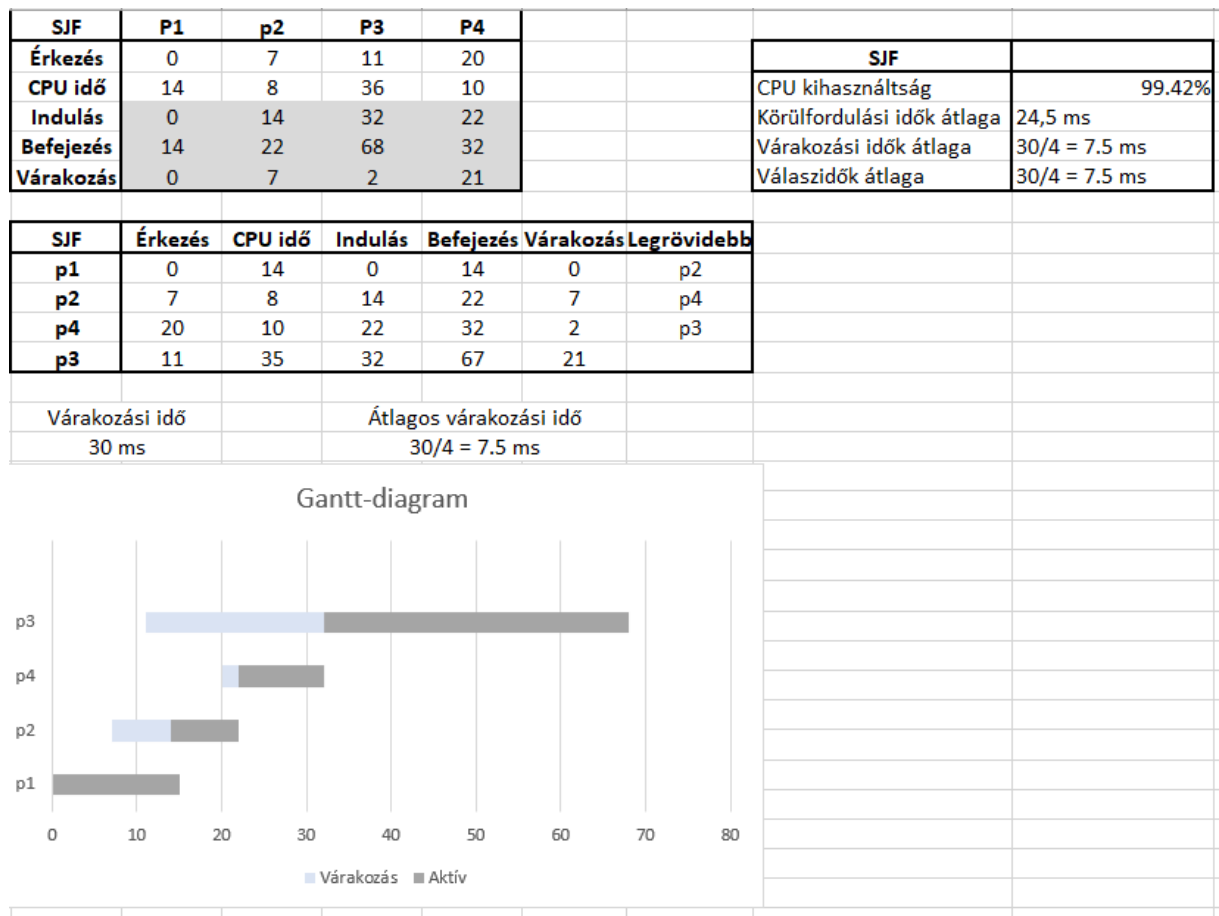 SJF P1 p2 P3 P4
Érkezés 0 7 11 20
CPU idő 14 8 36 10
Indulás 0 14 32 22
Befejezés 14 22 68 32
Várakozás 0 7 2 21
SJF
CPU kihasználtság 99.42%
Körülfordulási idők átlaga 24,5 ms
Várakozási idők átlaga 30/4 = 7.5 ms
Válaszidők átlaga 30/4 = 7.5 ms
SJF Érkezés CPU idő Indulás Befejezés Várakozás Legrövidebb
p1 0 14 0 14 0 p2
p2 7 8 14 22 7 p4
p4 20 10 22 32 2 p3
p3 11 35 32 67 21
Várakozási idő Átlagos várakozási idő
30 ms 30/4 = 7.5 ms
Gantt-diagram
p3
p4
p2
p1
0 10 20 30 40 50 60 70 80
Várakozás Aktív